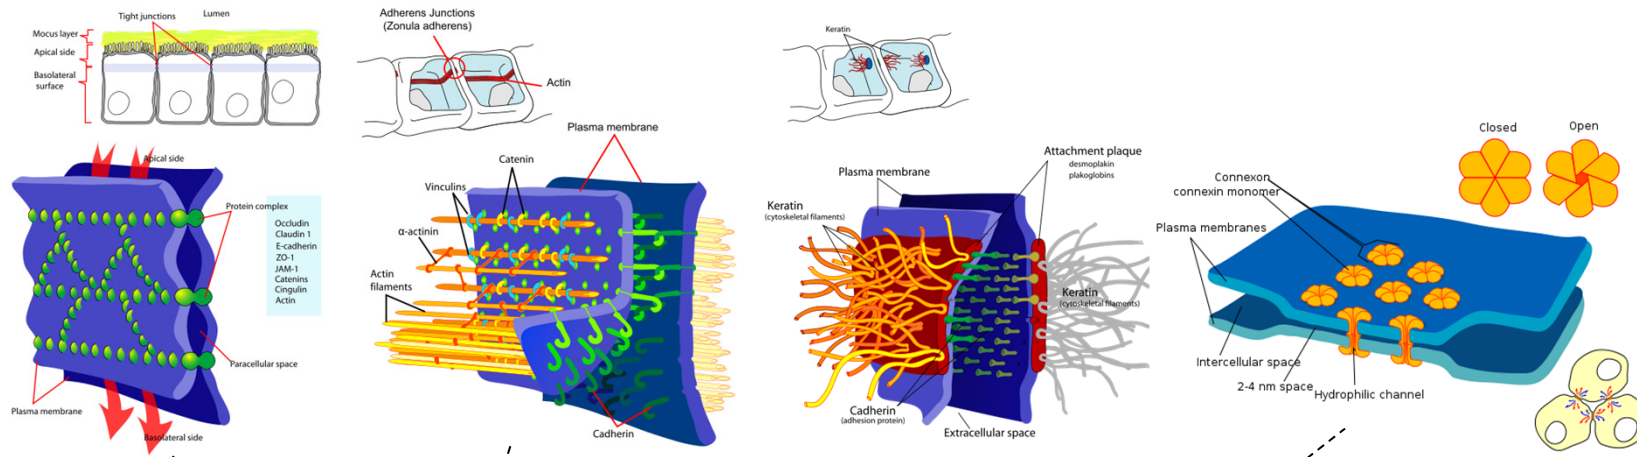 Tight junctions
Lumen
Mocus layer
Apical side
Basolateral
surface
Apical side
Protein complex
Occludin
Claudin 1
E-cadherin
ZO-1
JAM-1
Catenins
Cingulin
Actin
Paracellular space
Plasma membrane
Basolateral side
Adherens Junctions
(Zonula adherens)
Actin
Plasma membrane
Catenin
Vinculins
α-actinin
Actin
filaments
Cadherin
Keratin
Attachment plaque
desmoplakin
plakoglobins
Plasma membrane
Keratin
(cytoskeletal filaments)
Keratin
(cytoskeletal filaments)
Cadherin
(adhesion protein)
Extracellular space
Closed
Open
Connexon
connexin monomer
Plasma membranes
Intercellular space
2-4 nm space
Hydrophilic channel